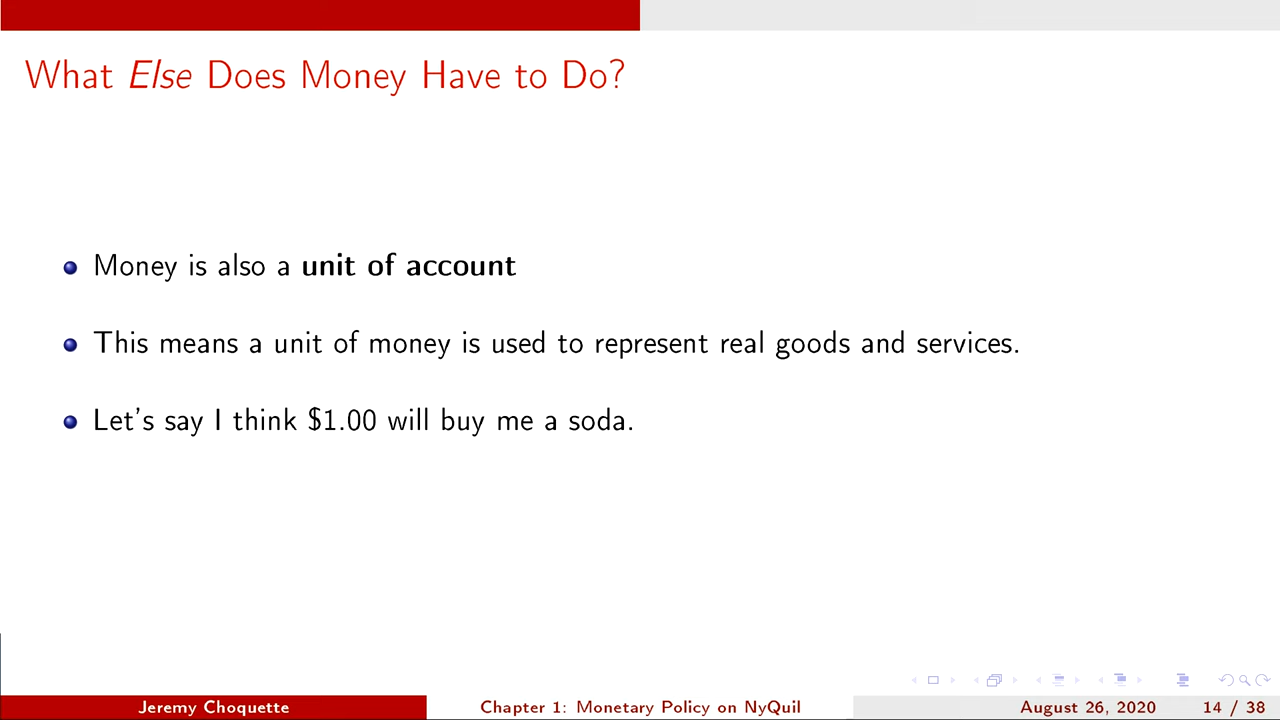 What Else Does Money Have to Do?
Money is also a unit of account
This means a unit of money is used to represent real goods and services.
Let's say I think $1.00 will buy me a soda.
Jeremy Choquette
Chapter 1: Monetary Policy on NyQuil
August 26, 2020
14 / 38